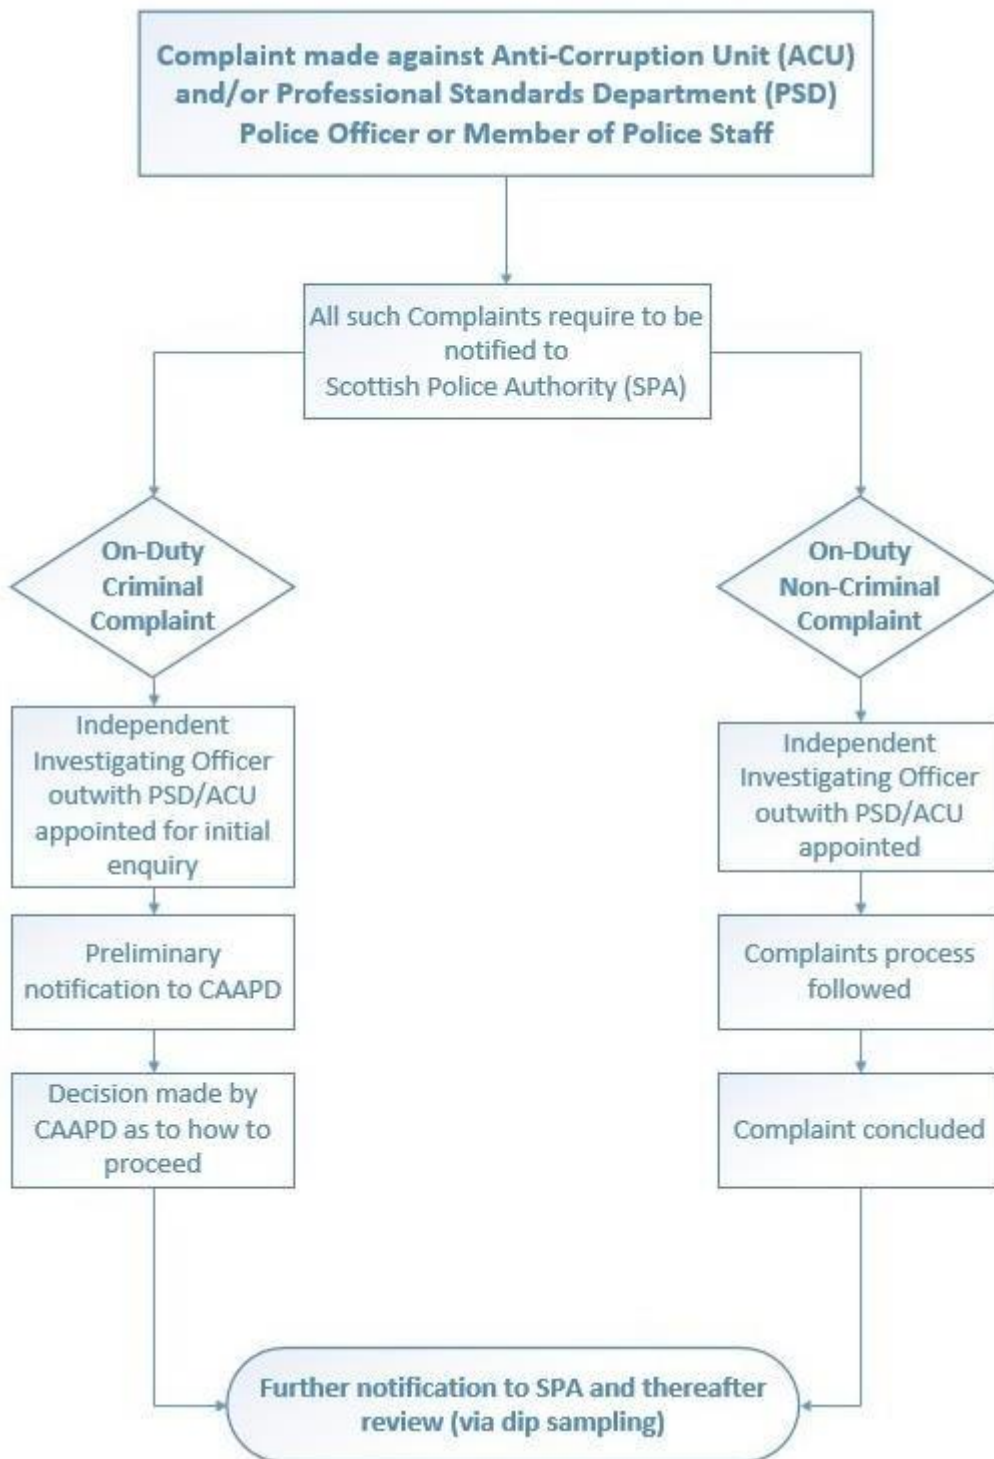 Complaint made against Anti-Corruption Unit (ACU)
and/or Professional Standards Department (PSD)
Police Officer or Member of Police Staff
All such Complaints require to be
notified to
Scottish Police Authority (SPA)
On-Duty
Criminal
Complaint
Independent
Investigating Officer
outwith PSD/ACU
appointed for initial
enquiry
Preliminary
notification to CAAPD
Decision made by
CAAPD as to how to
proceed
On-Duty
Non-Criminal
Complaint
Independent
Investigating Officer
outwith PSD/ACU
appointed
Complaints process
followed
Complaint concluded
Further notification to SPA and thereafter
review (via dip sampling)